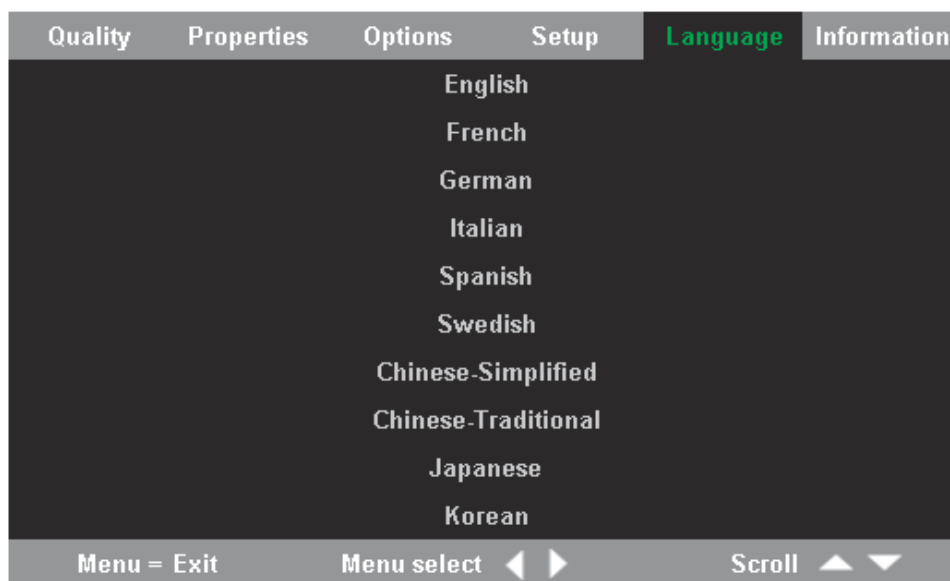 Quality Properties Options Setup Language Information
English
French
German
Italian
Spanish
Swedish
Chinese-Simplified
Chinese-Traditional
Japanese
Korean
Menu = Exit Menu select Scroll